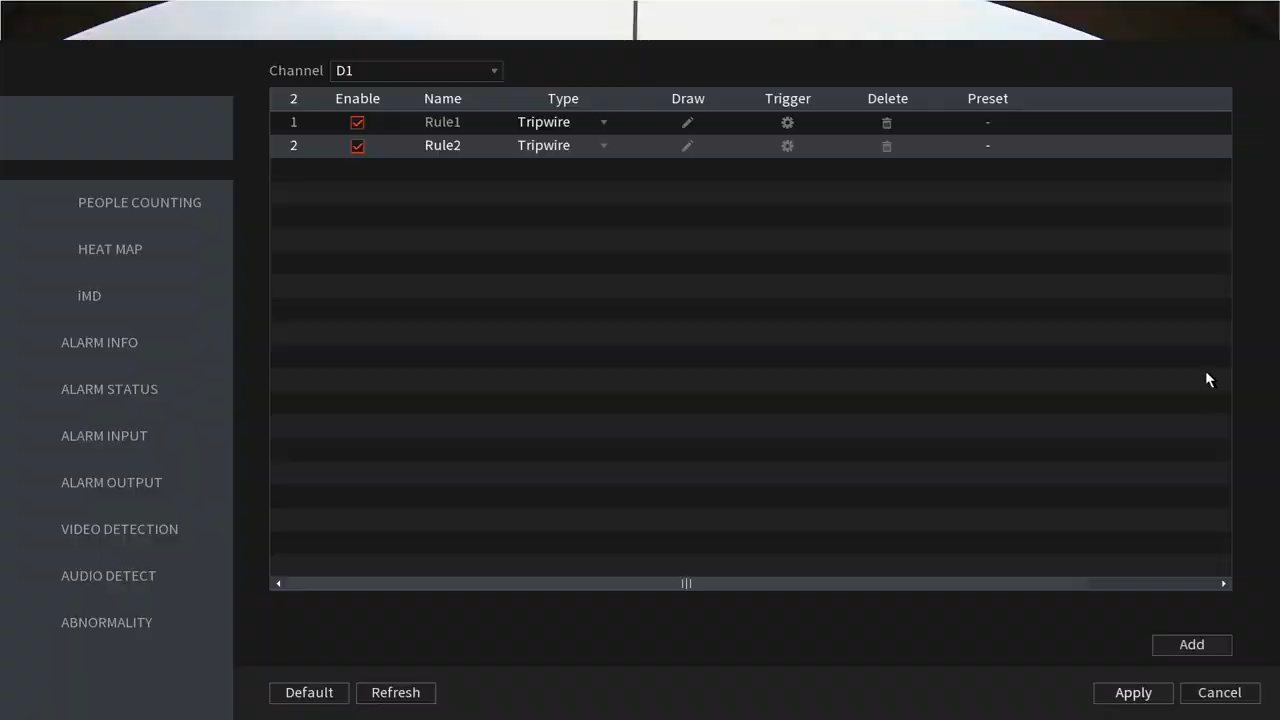 Channel D1
2 Enable Name Type Draw Trigger Delete Preset
1 Rule1 Tripwire -
2 Rule2 Tripwire -
PEOPLE COUNTING
HEAT MAP
iMD
ALARM INFO
ALARM STATUS
ALARM INPUT
ALARM OUTPUT
VIDEO DETECTION
AUDIO DETECT
ABNORMALITY
Add
Default Refresh Apply Cancel